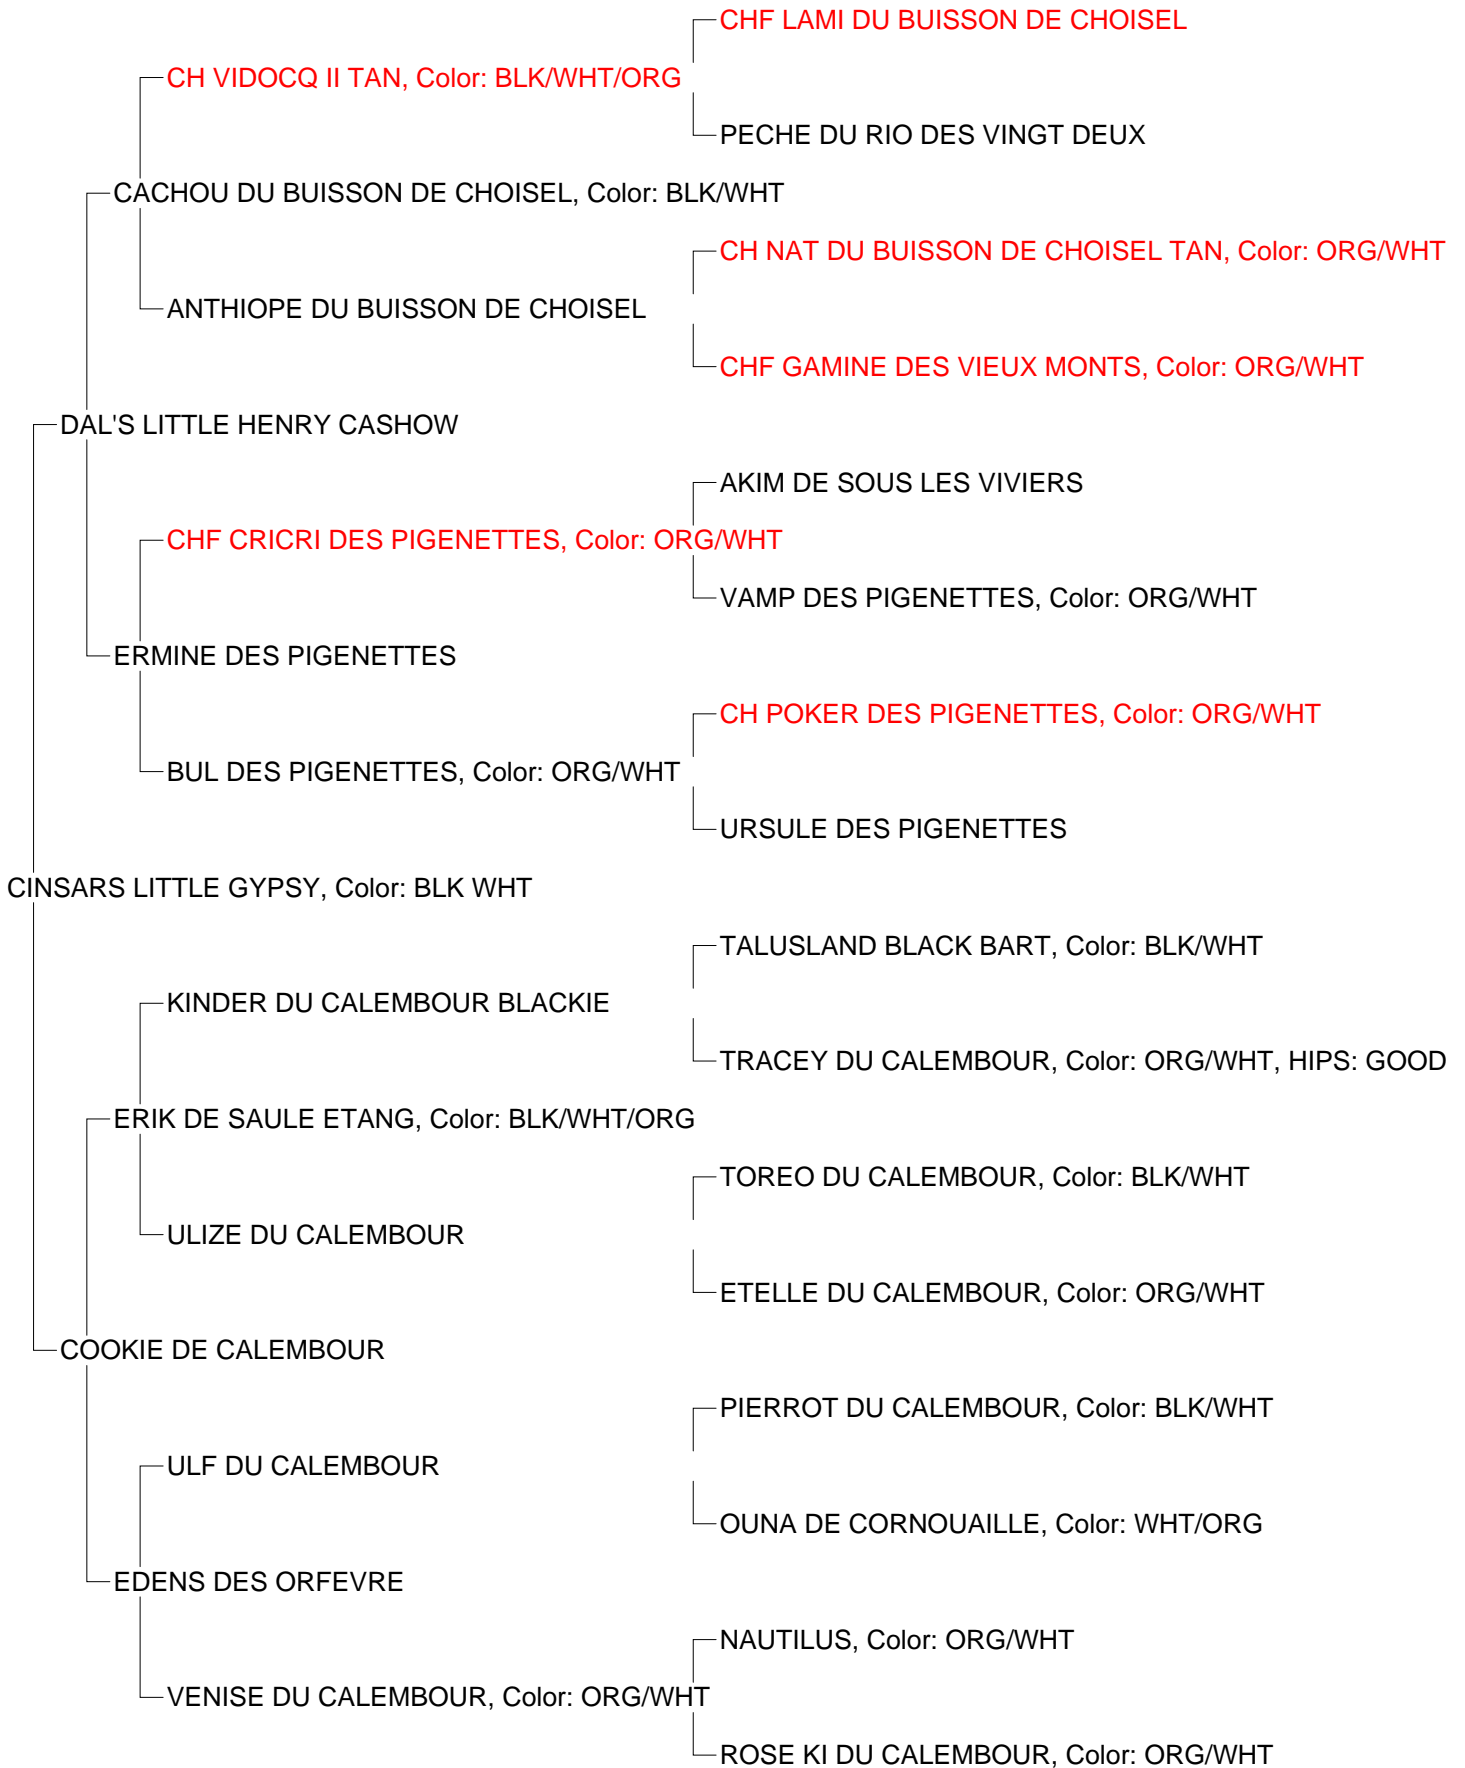 CHF LAMI DU BUISSON DE CHOISEL
CH VIDOCQ II TAN, Color: BLK/WHT/ORG
PECHE DU RIO DES VINGT DEUX
CACHOU DU BUISSON DE CHOISEL, Color: BLK/WHT
CH NAT DU BUISSON DE CHOISEL TAN, Color: ORG/WHT
ANTHIOPE DU BUISSON DE CHOISEL
CHF GAMINE DES VIEUX MONTS, Color: ORG/WHT
DAL'S LITTLE HENRY CASHOW
AKIM DE SOUS LES VIVIERS
CHF CRICRI DES PIGENETTES, Color: ORG/WHT
VAMP DES PIGENETTES, Color: ORG/WHT
ERMINE DES PIGENETTES
CH POKER DES PIGENETTES, Color: ORG/WHT
BUL DES PIGENETTES, Color: ORG/WHT
URSULE DES PIGENETTES
CINSARS LITTLE GYPSY, Color: BLK WHT
TALUSLAND BLACK BART, Color: BLK/WHT
KINDER DU CALEMBOUR BLACKIE
TRACEY DU CALEMBOUR, Color: ORG/WHT, HIPS: GOOD
ERIK DE SAULE ETANG, Color: BLK/WHT/ORG
TOREO DU CALEMBOUR, Color: BLK/WHT
ULIZE DU CALEMBOUR
ETELLE DU CALEMBOUR, Color: ORG/WHT
COOKIE DE CALEMBOUR
PIERROT DU CALEMBOUR, Color: BLK/WHT
ULF DU CALEMBOUR
OUNA DE CORNOUAILLE, Color: WHT/ORG
EDENS DES ORFEVRE
NAUTILUS, Color: ORG/WHT
VENISE DU CALEMBOUR, Color: ORG/WHT
ROSE KI DU CALEMBOUR, Color: ORG/WHT